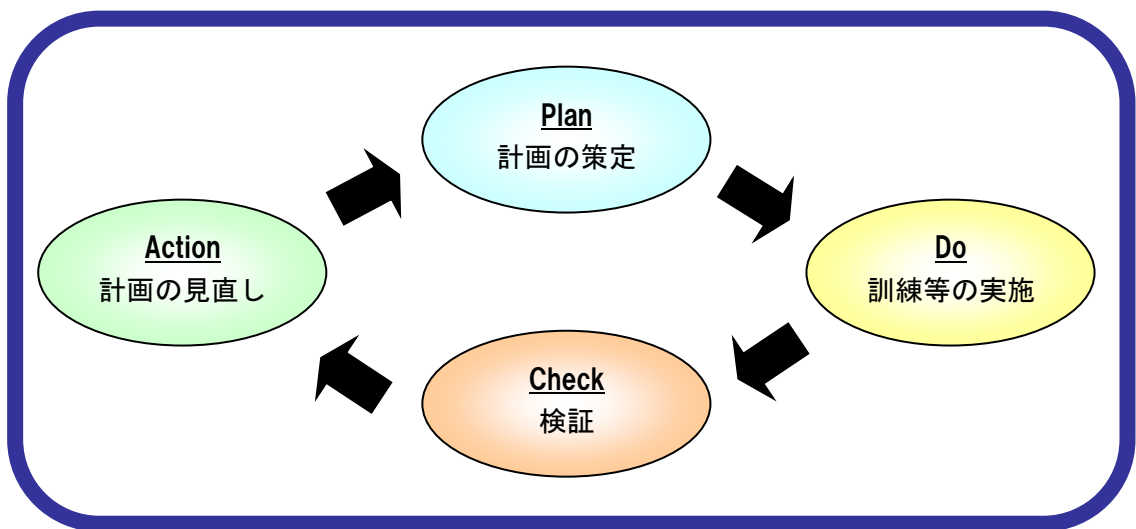 Plan
計画の策定
Action
計画の見直し
Do
訓練等の実施
Check
検証